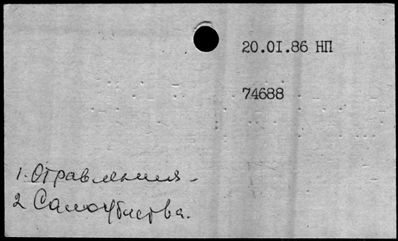 20.01.86 НП
74688
1. Отравления.
2. Самоубийства.